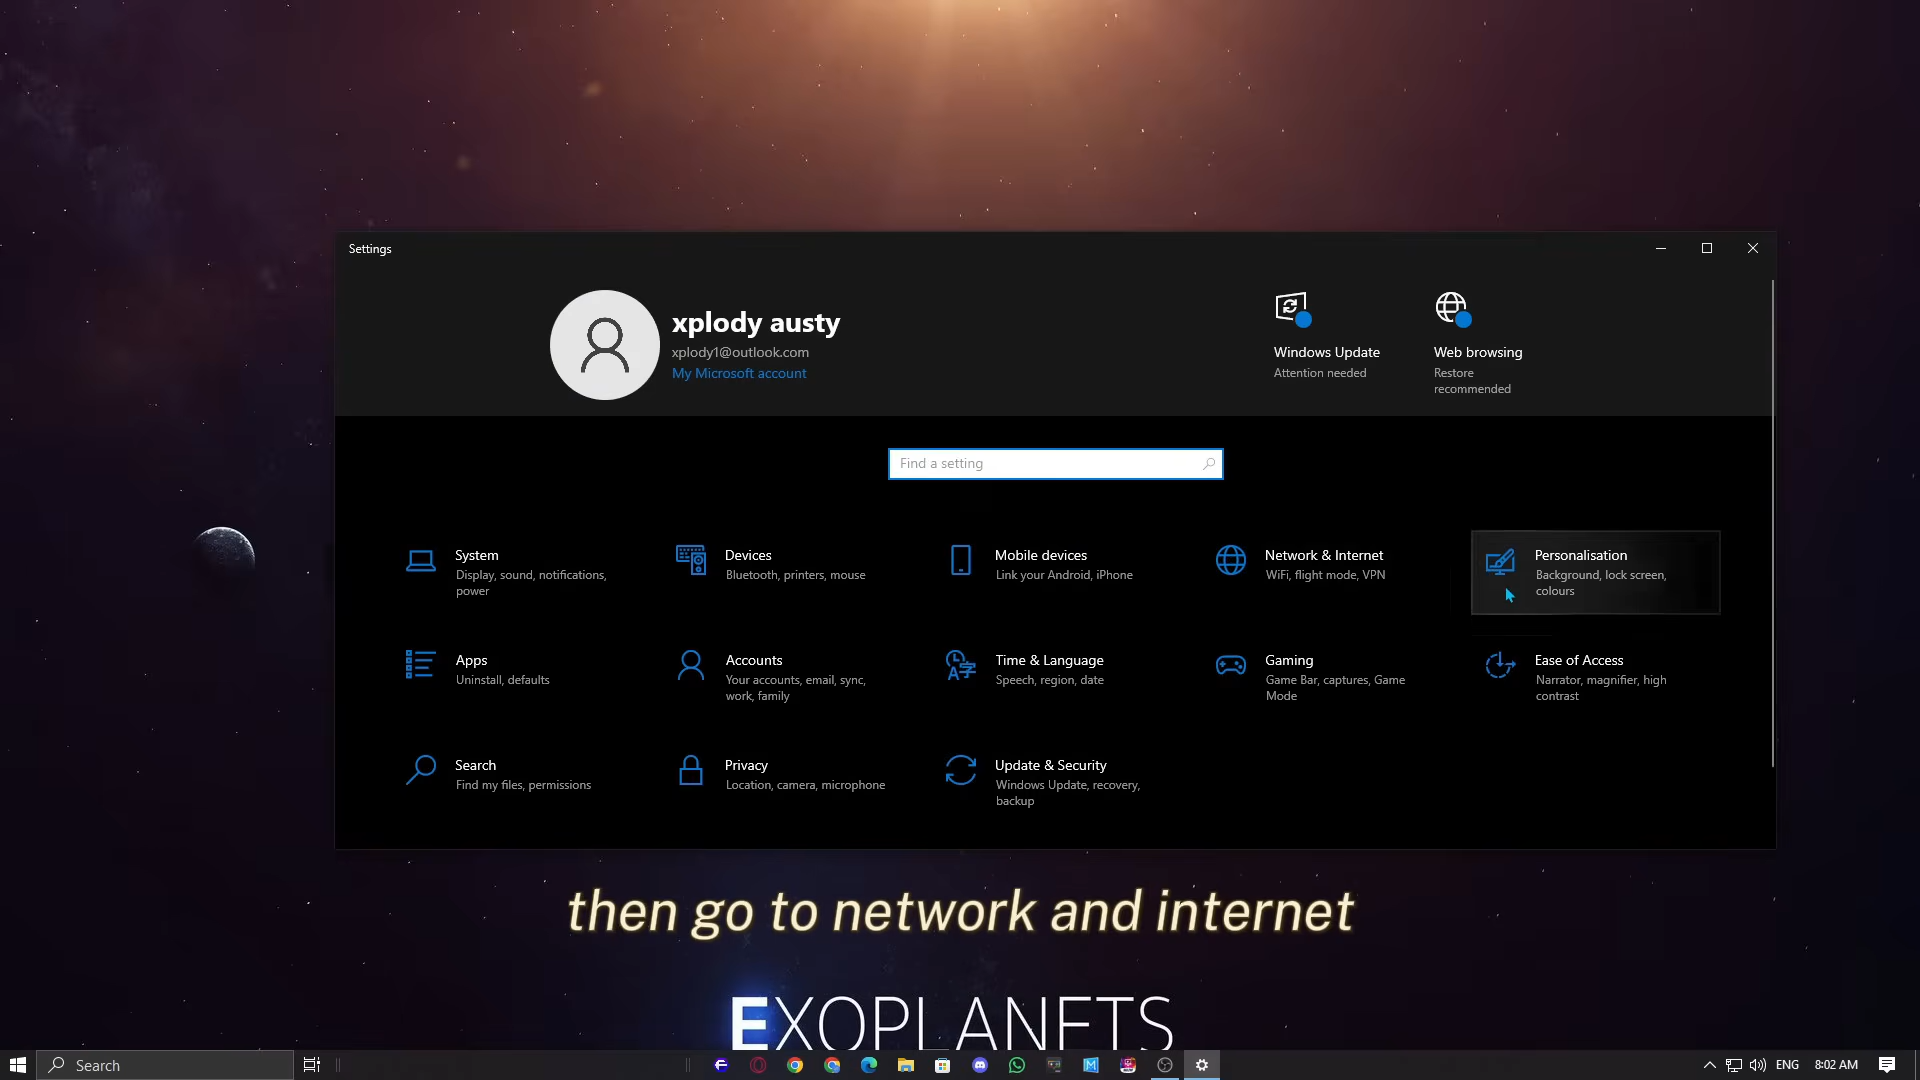 Settings
xplody austy
xplody1@outlook.com
My Microsoft account
Windows Update
Attention needed
Web browsing
Restore
recommended
Find a setting
System
Display, sound, notifications,
power
Devices
Bluetooth, printers, mouse
Mobile devices
Link your Android, iPhone
Network & Internet
WiFi, flight mode, VPN
Personalisation
Background, lock screen,
colours
Apps
Uninstall, defaults
Accounts
Your accounts, email, sync,
work, family
Time & Language
Speech, region, date
Gaming
Game Bar, captures, Game
Mode
Ease of Access
Narrator, magnifier, high
contrast
Search
Find my files, permissions
Privacy
Location, camera, microphone
Update & Security
Windows Update, recovery,
backup
then go to network and internet
EXOPLANETS
Search
ENG
8:02 AM